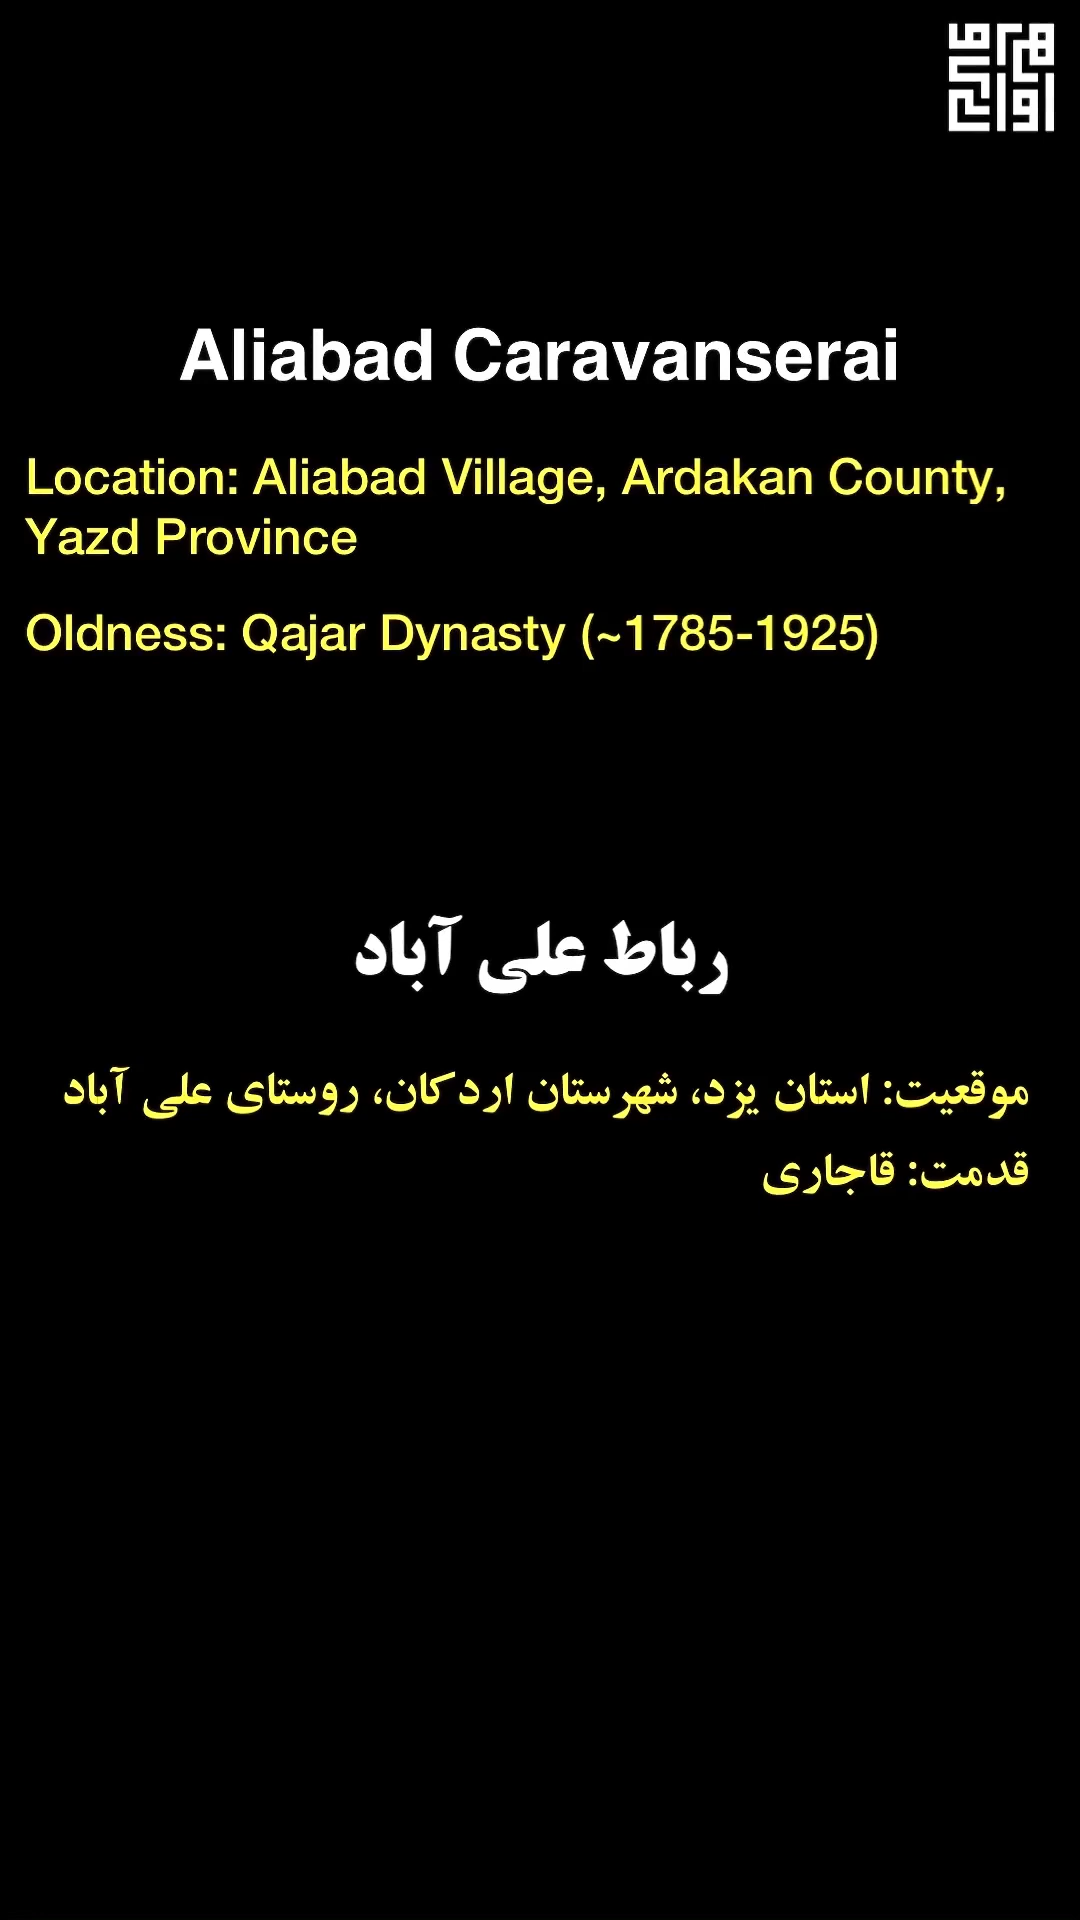 Aliabad Caravanserai
Location: Aliabad Village, Ardakan County,
Yazd Province
Oldness: Qajar Dynasty (~1785-1925)
رباط علی آباد
موقعیت: استان یزد، شهرستان اردکان، روستای علی آباد
قدمت: قاجاری